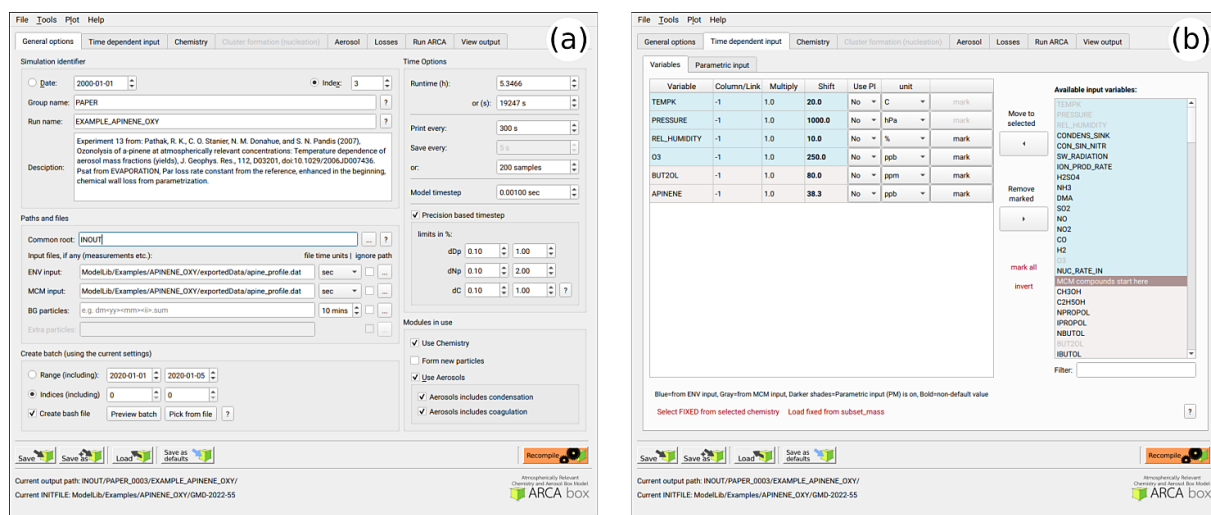 File Tools Plot Help
(a)
General options Time dependent input Chemistry Cluster formation (nucleation) Aerosol Losses Run ARCA View output
Simulation identifier
Date: 2000-01-01 Index: 3
Group name: PAPER ?
Run name: EXAMPLE_APINENE_OXY ?
Desciption:
Experiment 13 from: Pathak, R. K., C. O. Stanier, N. M. Donahue, and S. N. Pandis (2007),
Ozonolysis of a-pinene at atmospherically relevant concentrations: Temperature dependence of
aerosol mass fractions (yields), J. Geophys. Res., 112, D03201, doi:10.1029/2006JD007436.
Psat from EVAPORATION, Par loss rate constant from the reference, enhanced in the beginning,
chemical wall loss from parametrization.
Paths and files
Common root: INOUT ... ?
Input files, if any (measurements etc.): file time units | ignore path
ENV input: ModelLib/Examples/APINENE_OXY/exportedData/apine_profile.dat sec ...
MCM input: ModelLib/Examples/APINENE_OXY/exportedData/apine_profile.dat sec ...
BG particles: e.g. dm<yy><mm><ii>.sum 10 mins ...
Extra particles: ...
Create batch (using the current settings)
Range (including): 2020-01-01 2020-01-05
Indices (including) 0 0
Create bash file Preview batch Pick from file ?
Time Options
Runtime (h): 5.3466
or (s): 19247 s
Print every: 300 s
Save every: 5 s
or: 200 samples
Model timestep 0.00100 sec
Precision based timestep
limits in %:
dDp 0.10 1.00
dNp 0.10 2.00
dC 0.10 1.00 ?
Modules in use
Use Chemistry
Form new particles
Use Aerosols
Aerosols includes condensation
Aerosols includes coagulation
Save Save as Load Save as defaults Recompile
Current output path: INOUT/PAPER_0003/EXAMPLE_APINENE_OXY/
Current INITFILE: ModelLib/Examples/APINENE_OXY/GMD-2022-55
Atmospherically Relevant
Chemistry and Aerosol Box Model
ARCA box
File Tools Plot Help
(b)
General options Time dependent input Chemistry Cluster formation (nucleation) Aerosol Losses Run ARCA View output
Variables Parametric input
Variable Column/Link Multiply Shift Use PI unit
TEMPK -1 1.0 20.0 No C mark
PRESSURE -1 1.0 1000.0 No hPa mark
REL_HUMIDITY -1 1.0 10.0 No % mark
O3 -1 1.0 250.0 No ppb mark
BUT2OL -1 1.0 80.0 No ppm mark
APINENE -1 1.0 38.3 No ppb mark
Move to
selected
Remove
marked
mark all
invert
Available input variables:
TEMPK
PRESSURE
REL_HUMIDITY
CONDENS_SINK
CON_SIN_NITR
SW_RADIATION
ION_PROD_RATE
H2SO4
NH3
DMA
SO2
NO
NO2
CO
H2
O3
NUC_RATE_IN
MCM compounds start here
CH3OH
C2H5OH
NPROPOL
IPROPOL
NBUTOL
BUT2OL
IBUTOL
Filter:
Blue=from ENV input, Gray=from MCM input, Darker shades=Parametric input (PM) is on, Bold=non-default value
Select FIXED from selected chemistry Load fixed from subset_mass ?
Save Save as Load Save as defaults Recompile
Current output path: INOUT/PAPER_0003/EXAMPLE_APINENE_OXY/
Current INITFILE: ModelLib/Examples/APINENE_OXY/GMD-2022-55
Atmospherically Relevant
Chemistry and Aerosol Box Model
ARCA box